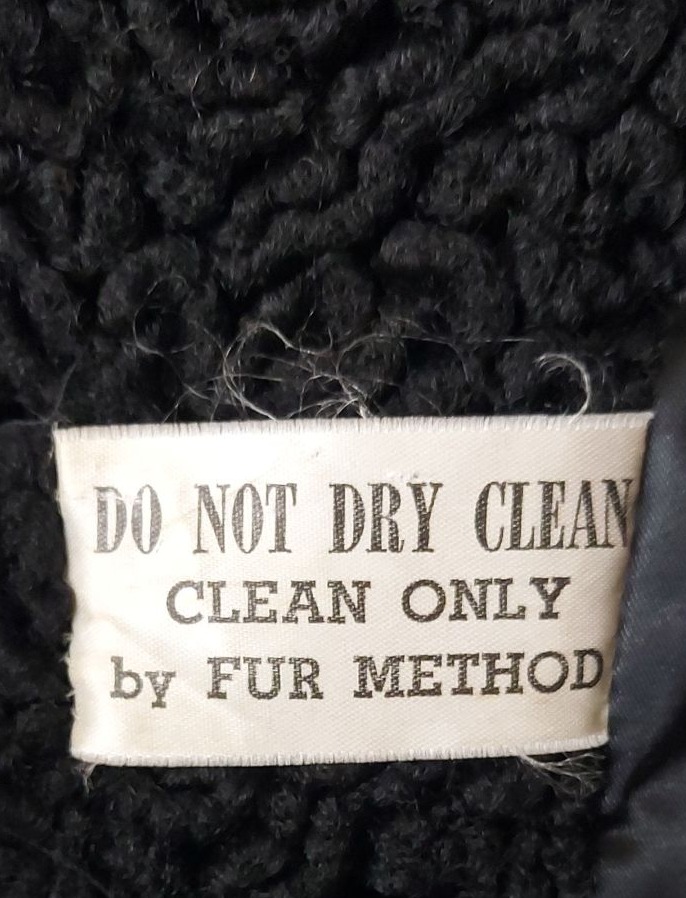 DO NOT DRY CLEAN
CLEAN ONLY
by FUR METHOD